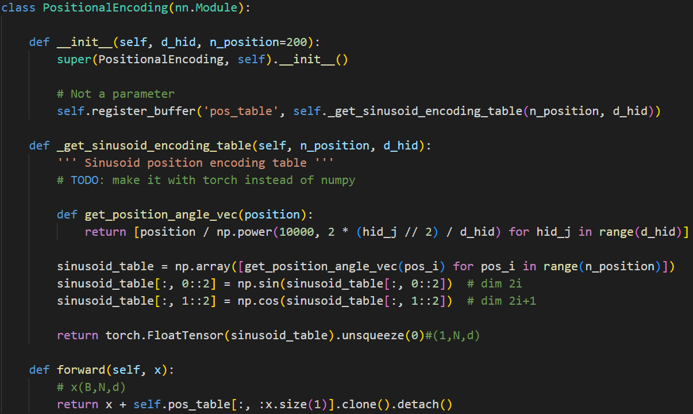 class PositionalEncoding(nn.Module):
    def __init__(self, d_hid, n_position=200):
        super(PositionalEncoding, self).__init__()
        # Not a parameter
        self.register_buffer('pos_table', self._get_sinusoid_encoding_table(n_position, d_hid))
    def _get_sinusoid_encoding_table(self, n_position, d_hid):
        ''' Sinusoid position encoding table '''
        # TODO: make it with torch instead of numpy
        def get_position_angle_vec(position):
            return [position / np.power(10000, 2 * (hid_j // 2) / d_hid) for hid_j in range(d_hid)]
        sinusoid_table = np.array([get_position_angle_vec(pos_i) for pos_i in range(n_position)])
        sinusoid_table[:, 0::2] = np.sin(sinusoid_table[:, 0::2])  # dim 2i
        sinusoid_table[:, 1::2] = np.cos(sinusoid_table[:, 1::2])  # dim 2i+1
        return torch.FloatTensor(sinusoid_table).unsqueeze(0)#(1,N,d)
    def forward(self, x):
        # x(B,N,d)
        return x + self.pos_table[:, :x.size(1)].clone().detach()